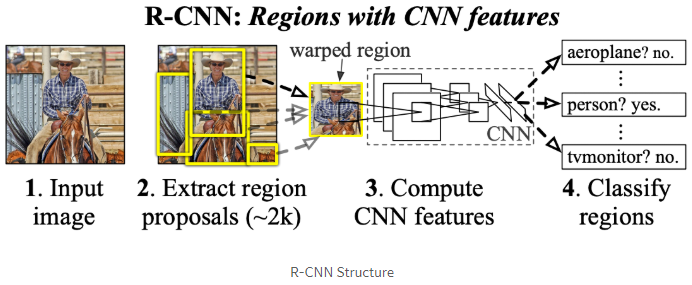 R-CNN: Regions with CNN features
warped region
aeroplane? no.
⋮
person? yes.
⋮
tvmonitor? no.
CNN
1. Input
image
2. Extract region
proposals (~2k)
3. Compute
CNN features
4. Classify
regions
R-CNN Structure